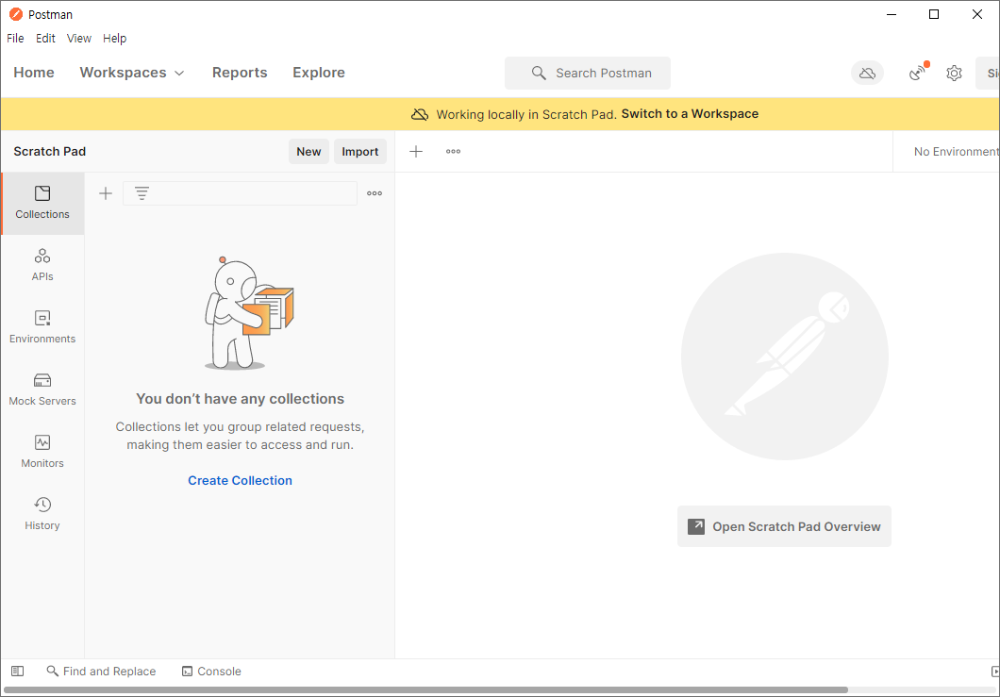 Postman
File Edit View Help
Home Workspaces Reports Explore Search Postman
Working locally in Scratch Pad. Switch to a Workspace
Scratch Pad New Import No Environment
Collections
APIs
Environments
Mock Servers
Monitors
History
You don’t have any collections
Collections let you group related requests,
making them easier to access and run.
Create Collection
Open Scratch Pad Overview
Find and Replace Console